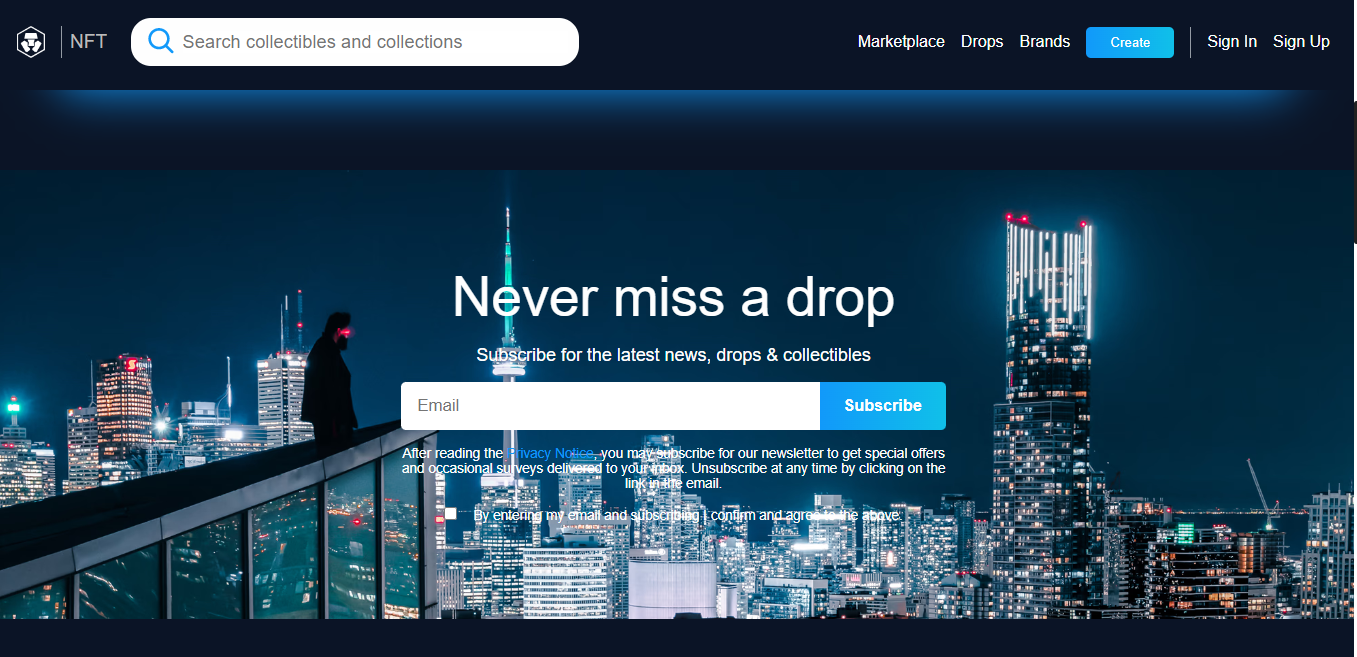 NFT
Search collectibles and collections
Marketplace
Drops
Brands
Create
Sign In
Sign Up
Never miss a drop
Subscribe for the latest news, drops & collectibles
Email
Subscribe
After reading the Privacy Notice, you may subscribe for our newsletter to get special offers
and occasional surveys delivered to your inbox. Unsubscribe at any time by clicking on the
link in the email.
By entering my email and subscribing I confirm and agree to the above.